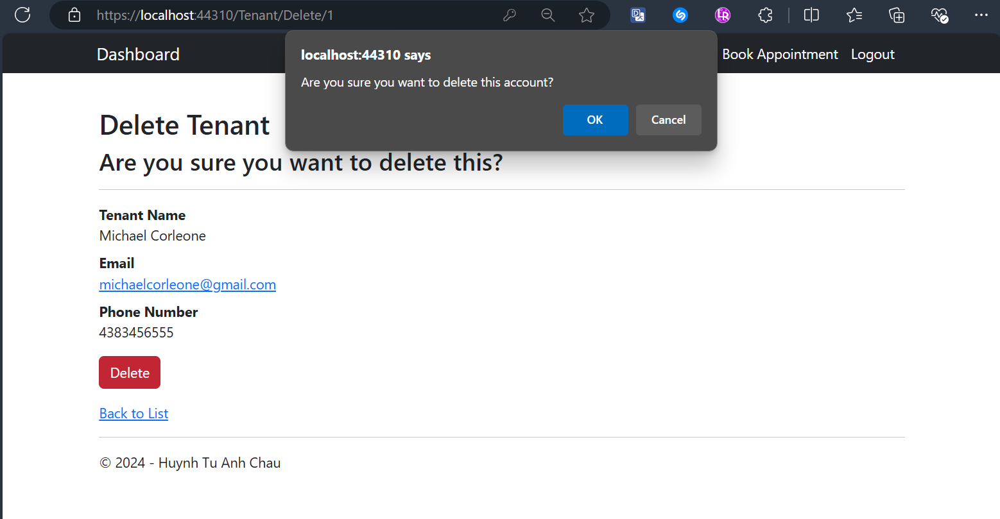 https://localhost:44310/Tenant/Delete/1
Dashboard
Book Appointment
Logout
localhost:44310 says
Are you sure you want to delete this account?
OK
Cancel
Delete Tenant
Are you sure you want to delete this?
Tenant Name
Michael Corleone
Email
michaelcorleone@gmail.com
Phone Number
4383456555
Delete
Back to List
© 2024 - Huynh Tu Anh Chau